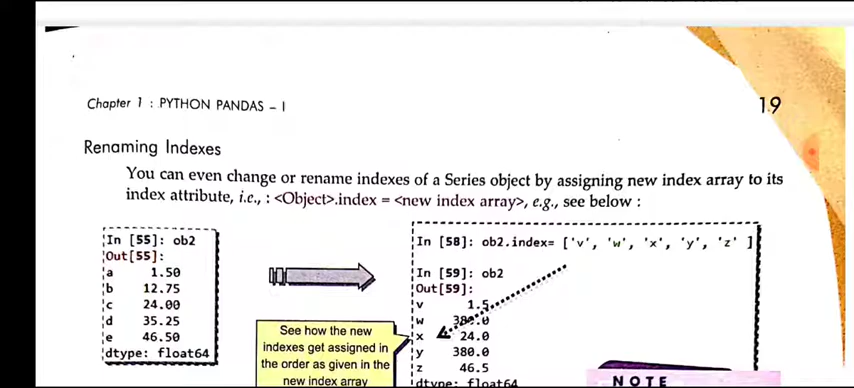 Chapter 1 : PYTHON PANDAS – I
19
Renaming Indexes
You can even change or rename indexes of a Series object by assigning new index array to its
index attribute, i.e., : <Object>.index = <new index array>, e.g., see below :
In [55]: ob2
Out[55]:
a 1.50
b 12.75
c 24.00
d 35.25
e 46.50
dtype: float64
See how the new
indexes get assigned in
the order as given in the
new index array
In [58]: ob2.index= ['v', 'w', 'x', 'y', 'z' ]
In [59]: ob2
Out[59]:
v 1.5
w 380.0
x 24.0
y 380.0
z 46.5
dtype: float64
NOTE